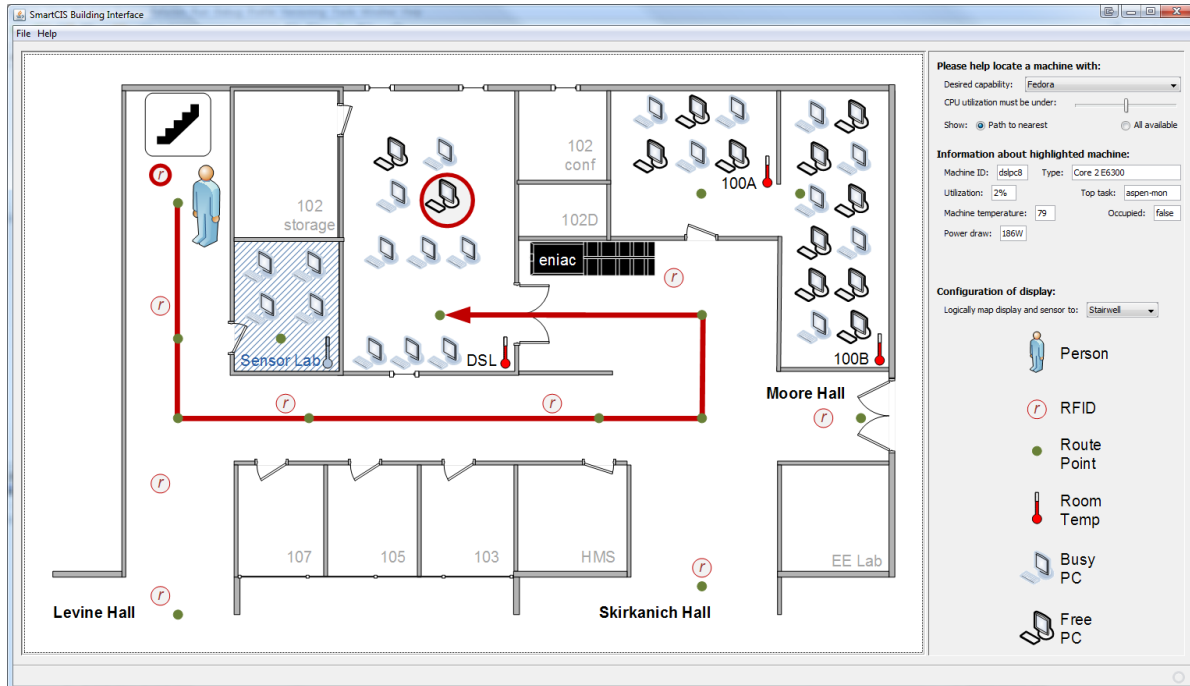 SmartCIS Building Interface
File Help
102
storage
102
conf
102D
100A
eniac
Sensor Lab
DSL
100B
Moore Hall
107
105
103
HMS
EE Lab
Levine Hall
Skirkanich Hall
r
r
r
r
r
r
r
r
r
Please help locate a machine with:
Desired capability: Fedora
CPU utilization must be under:
Show: Path to nearest All available
Information about highlighted machine:
Machine ID: dslpc8 Type: Core 2 E6300
Utilization: 2% Top task: aspen-mon
Machine temperature: 79 Occupied: false
Power draw: 186W
Configuration of display:
Logically map display and sensor to: Stairwell
Person
r RFID
Route
Point
Room
Temp
Busy
PC
Free
PC